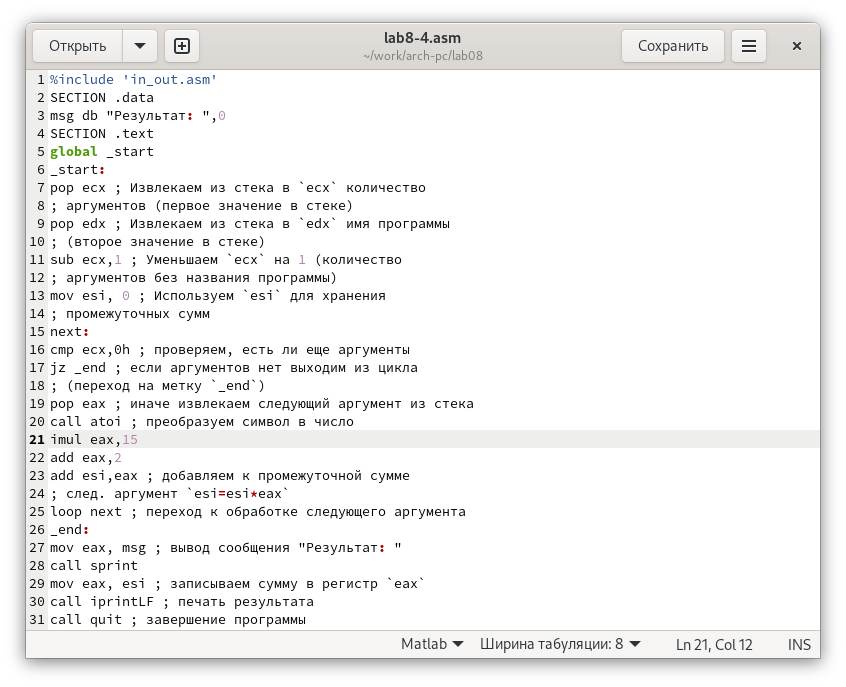 Открыть
lab8-4.asm
~/work/arch-pc/lab08
Сохранить
1 %include 'in_out.asm'
2 SECTION .data
3 msg db "Результат: ",0
4 SECTION .text
5 global _start
6 _start:
7 pop ecx ; Извлекаем из стека в `ecx` количество
8 ; аргументов (первое значение в стеке)
9 pop edx ; Извлекаем из стека в `edx` имя программы
10 ; (второе значение в стеке)
11 sub ecx,1 ; Уменьшаем `ecx` на 1 (количество
12 ; аргументов без названия программы)
13 mov esi, 0 ; Используем `esi` для хранения
14 ; промежуточных сумм
15 next:
16 cmp ecx,0h ; проверяем, есть ли еще аргументы
17 jz _end ; если аргументов нет выходим из цикла
18 ; (переход на метку `_end`)
19 pop eax ; иначе извлекаем следующий аргумент из стека
20 call atoi ; преобразуем символ в число
21 imul eax,15
22 add eax,2
23 add esi,eax ; добавляем к промежуточной сумме
24 ; след. аргумент `esi=esi*eax`
25 loop next ; переход к обработке следующего аргумента
26 _end:
27 mov eax, msg ; вывод сообщения "Результат: "
28 call sprint
29 mov eax, esi ; записываем сумму в регистр `eax`
30 call iprintLF ; печать результата
31 call quit ; завершение программы
Matlab Ширина табуляции: 8 Ln 21, Col 12 INS